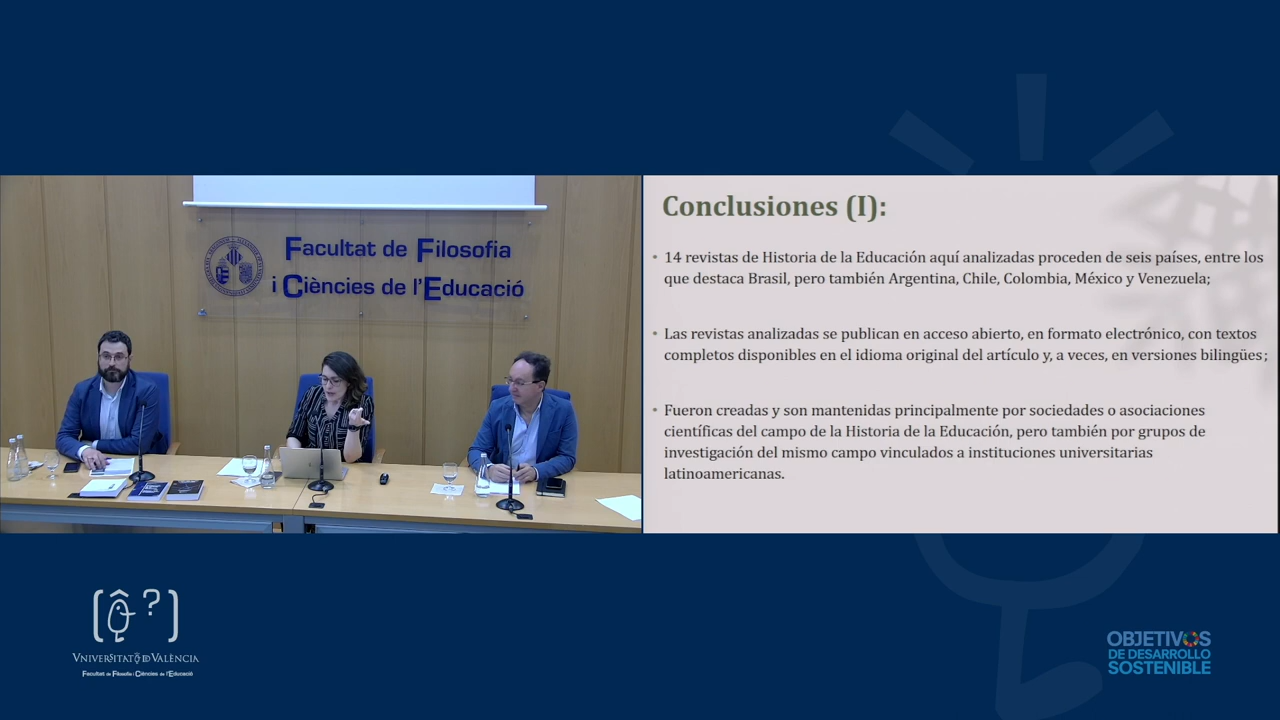 Facultat de Filosofia
i Ciències de l'Educació
Conclusiones (I):
• 14 revistas de Historia de la Educación aquí analizadas proceden de seis países, entre los
que destaca Brasil, pero también Argentina, Chile, Colombia, México y Venezuela;
• Las revistas analizadas se publican en acceso abierto, en formato electrónico, con textos
completos disponibles en el idioma original del artículo y, a veces, en versiones bilingües;
• Fueron creadas y son mantenidas principalmente por sociedades o asociaciones
científicas del campo de la Historia de la Educación, pero también por grupos de
investigación del mismo campo vinculados a instituciones universitarias
latinoamericanas.
VNIVERSITAT ID VALÈNCIA
Facultat de Filosofia i Ciències de l'Educació
OBJETIVOS
DE DESARROLLO
SOSTENIBLE